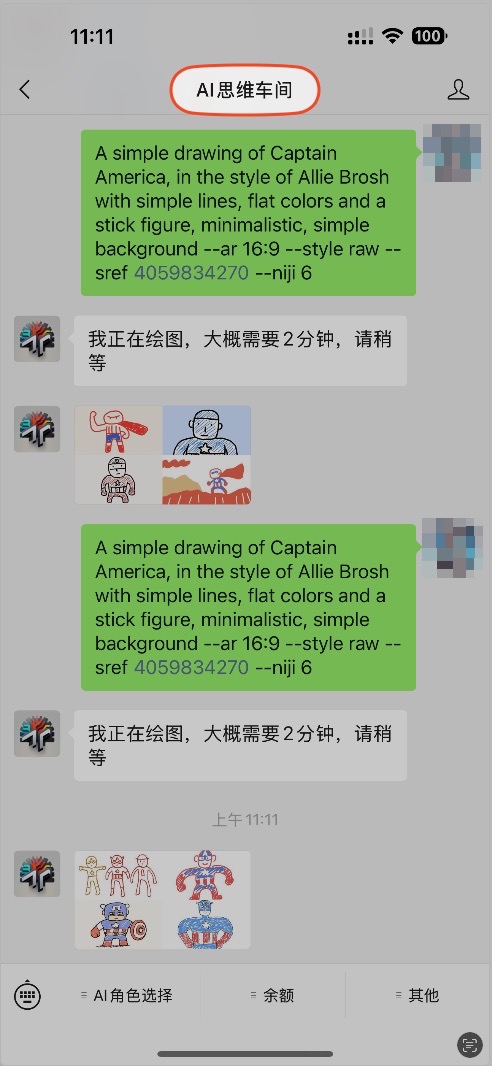 11:11
100
AI思维车间
A simple drawing of Captain
America, in the style of Allie Brosh
with simple lines, flat colors and a
stick figure, minimalistic, simple
background --ar 16:9 --style raw --
sref 4059834270 --niji 6
我正在绘图，大概需要2分钟，请稍
等
A simple drawing of Captain
America, in the style of Allie Brosh
with simple lines, flat colors and a
stick figure, minimalistic, simple
background --ar 16:9 --style raw --
sref 4059834270 --niji 6
我正在绘图，大概需要2分钟，请稍
等
上午11:11
AI角色选择
余额
其他